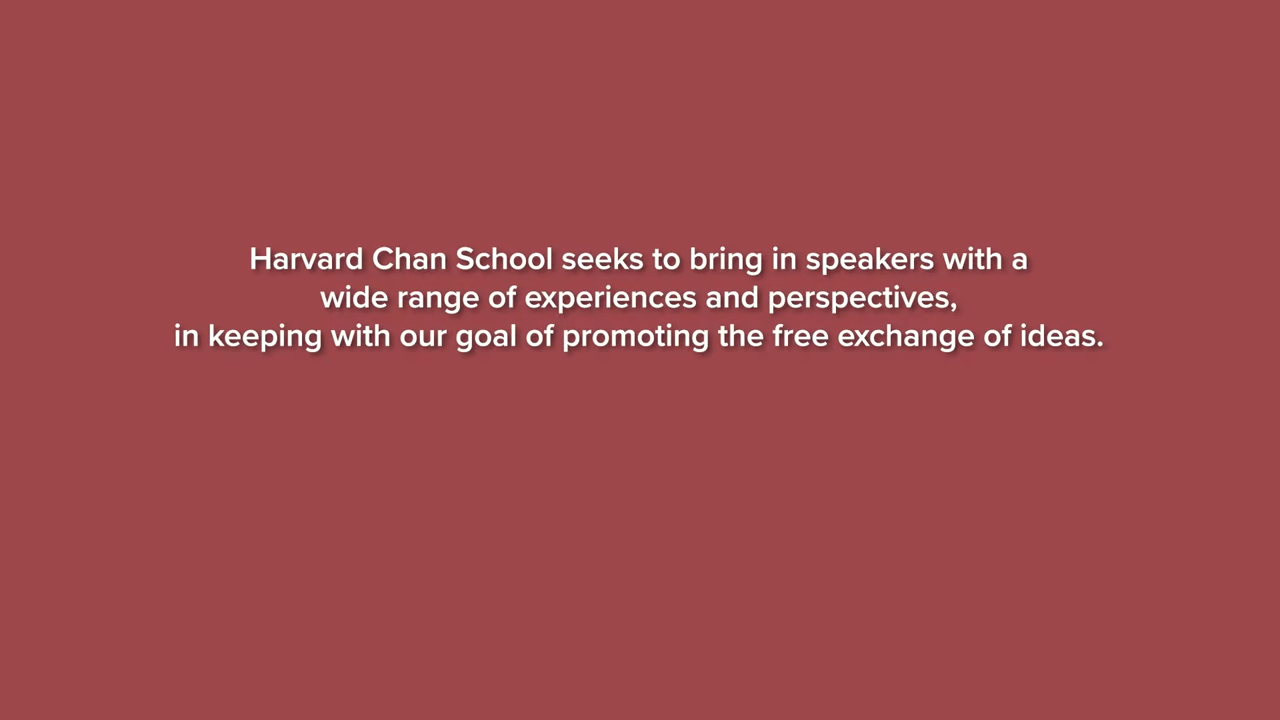 Harvard Chan School seeks to bring in speakers with a
wide range of experiences and perspectives,
in keeping with our goal of promoting the free exchange of ideas.